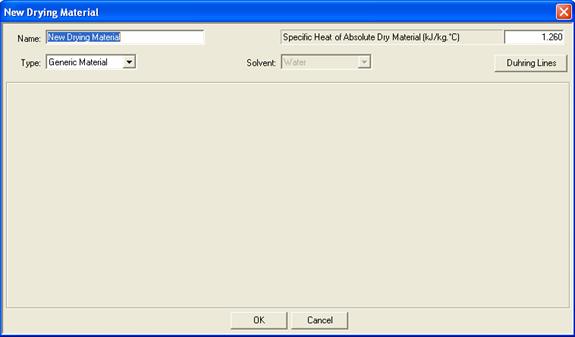 New Drying Material
Name: New Drying Material Specific Heat of Absolute Dry Material (kJ/kg.°C) 1.260
Type: Generic Material Solvent: Water Duhring Lines
OK Cancel